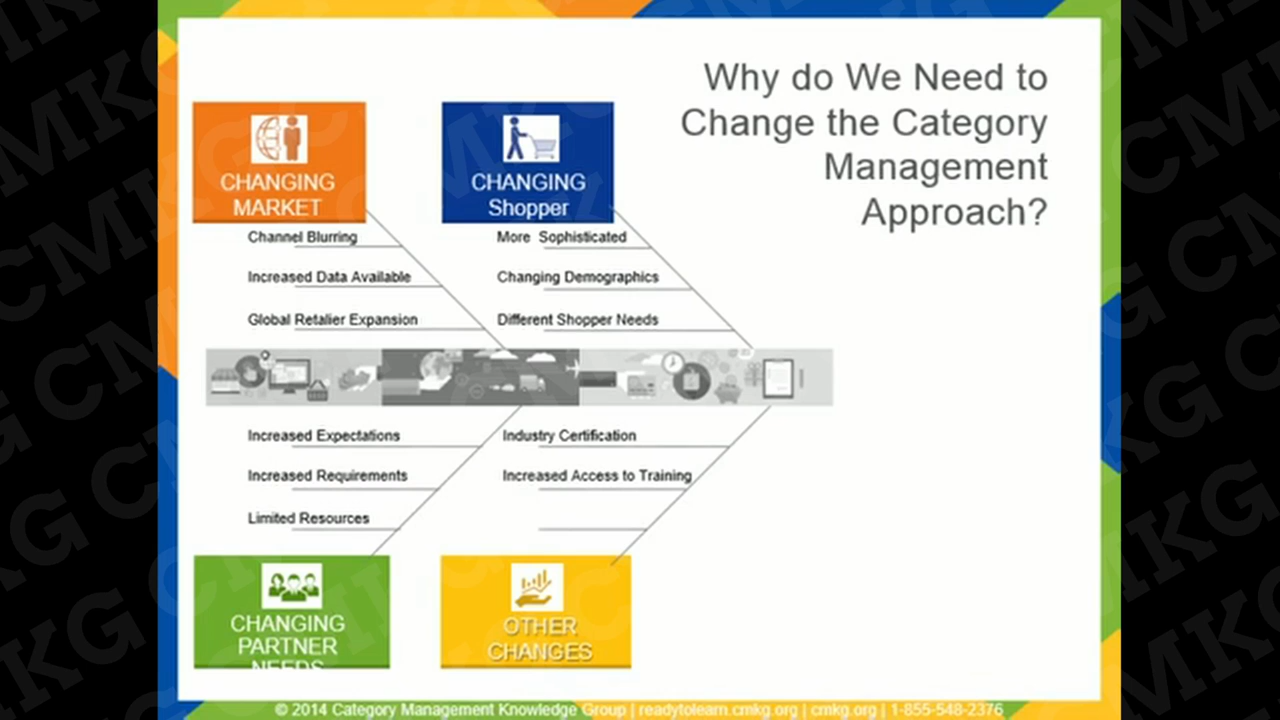 Why do We Need to
Change the Category
Management
Approach?
CHANGING
MARKET
Channel Blurring
Increased Data Available
Global Retalier Expansion
CHANGING
Shopper
More Sophisticated
Changing Demographics
Different Shopper Needs
Increased Expectations
Increased Requirements
Limited Resources
CHANGING
PARTNER
NEEDS
Industry Certification
Increased Access to Training
OTHER
CHANGES
© 2014 Category Management Knowledge Group | readytolearn.cmkg.org | cmkg.org | 1-855-548-2376